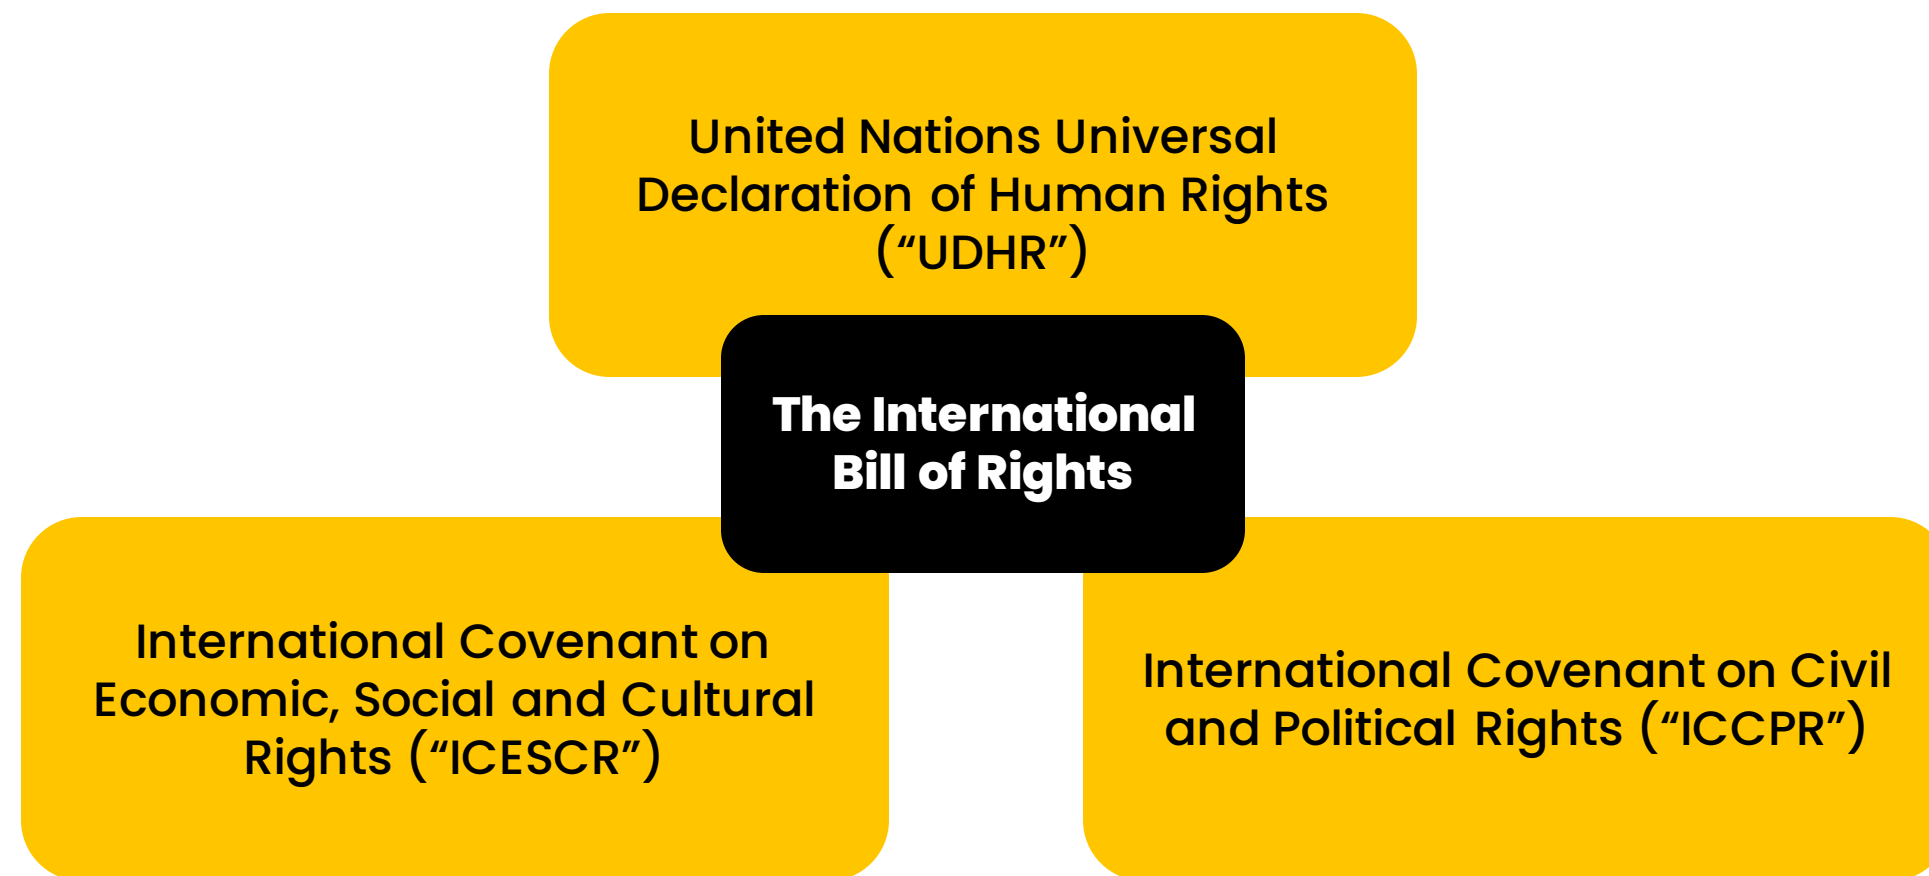 United Nations Universal
Declaration of Human Rights
(“UDHR”)
The International
Bill of Rights
International Covenant on
Economic, Social and Cultural
Rights (“ICESCR”)
International Covenant on Civil
and Political Rights (“ICCPR”)